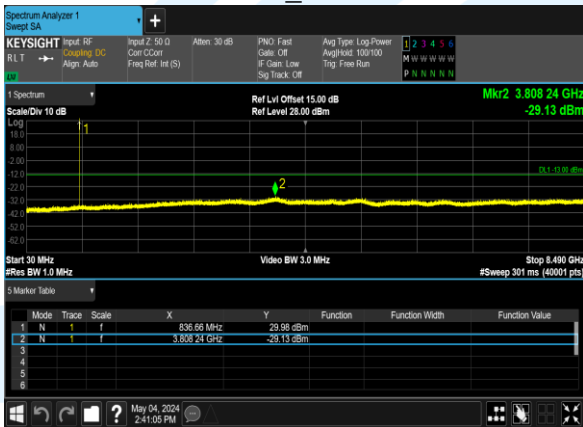 Spectrum Analyzer 1
Swept SA
+
KEYSIGHT Input: RF Input Z: 50 Ω Atten: 30 dB PNO: Fast Avg Type: Log-Power 1 2 3 4 5 6
RLT Coupling: DC Corr CCorr Gate: Off Avg|Hold: 100/100 M W W W W W
Align: Auto Freq Ref: Int (S) IF Gain: Low Trig: Free Run
Sig Track: Off P N N N N N
1 Spectrum Ref Lvl Offset 15.00 dB Mkr2 3.808 24 GHz
Scale/Div 10 dB Ref Level 28.00 dBm -29.13 dBm
Log
18.0
8.00
-2.00
-12.0
-22.0
-32.0
-42.0
-52.0
-62.0
1
2
DL1 -13.00 dBm
Start 30 MHz Video BW 3.0 MHz Stop 8.490 GHz
#Res BW 1.0 MHz #Sweep 301 ms (40001 pts)
5 Marker Table
Mode Trace Scale X Y Function Function Width Function Value
1 N 1 f 836.66 MHz 29.98 dBm
2 N 1 f 3.808 24 GHz -29.13 dBm
3
4
5
6
? May 04, 2024
2:41:05 PM